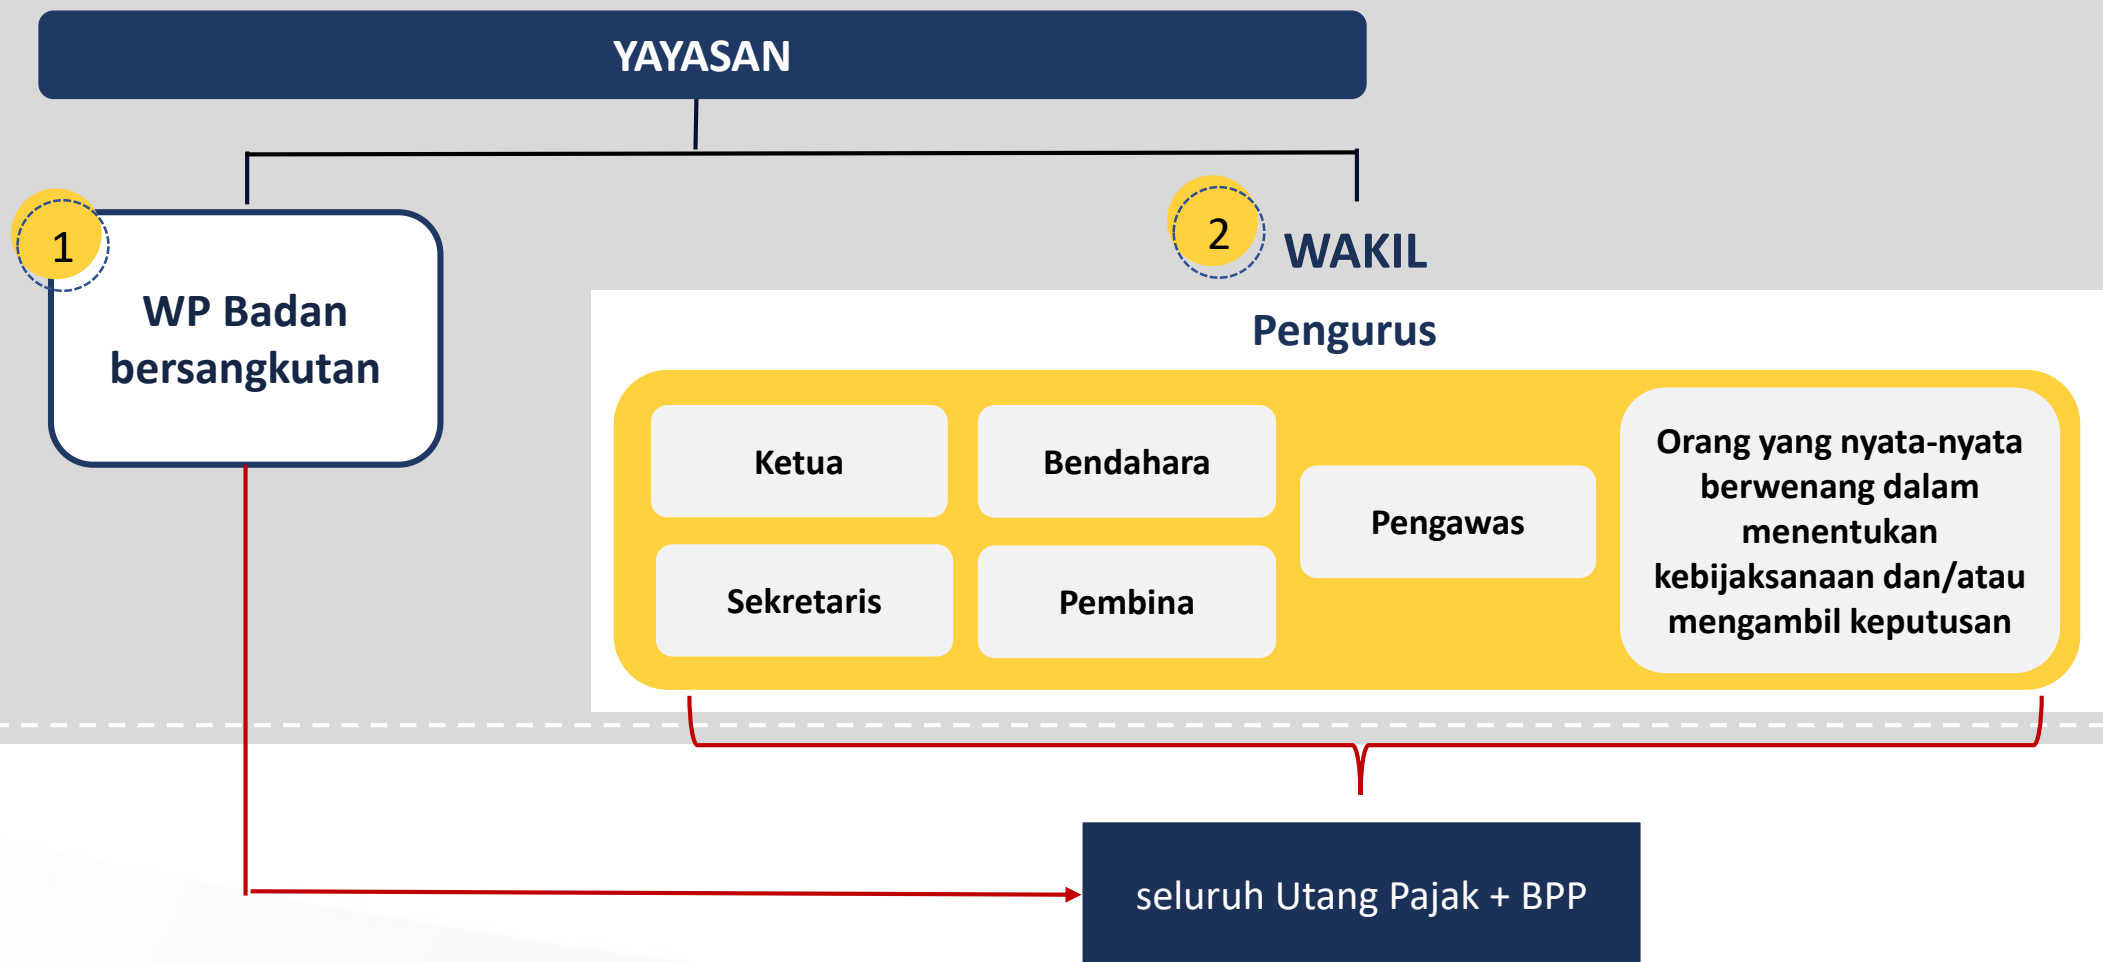 YAYASAN
1
WP Badan
bersangkutan
2
WAKIL
Pengurus
Ketua
Bendahara
Sekretaris
Pembina
Pengawas
Orang yang nyata-nyata
berwenang dalam
menentukan
kebijaksanaan dan/atau
mengambil keputusan
seluruh Utang Pajak + BPP